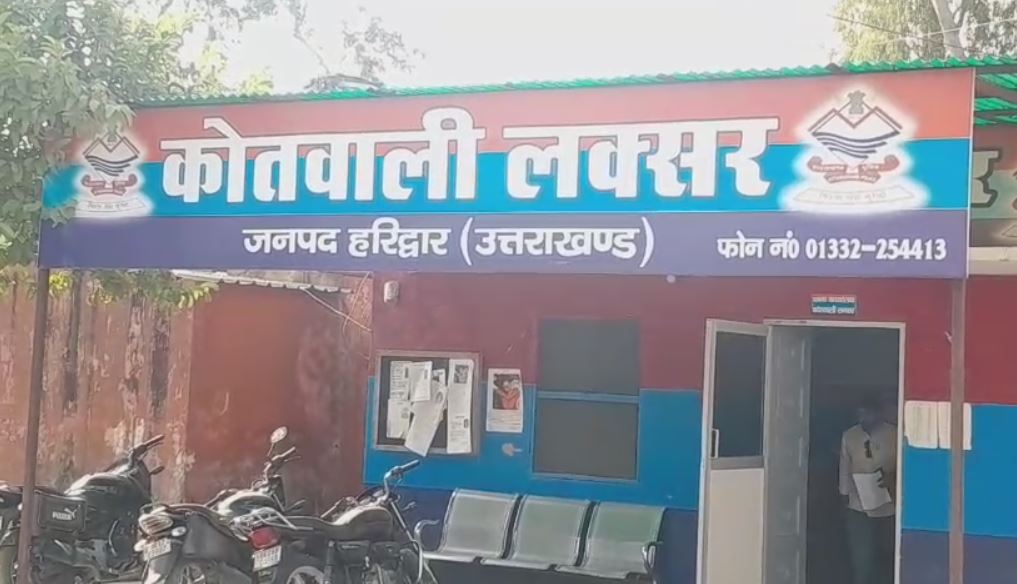 कोतवाली लक्सर
जनपद हरिद्वार (उत्तराखण्ड)
फोन नं0 01332-254413